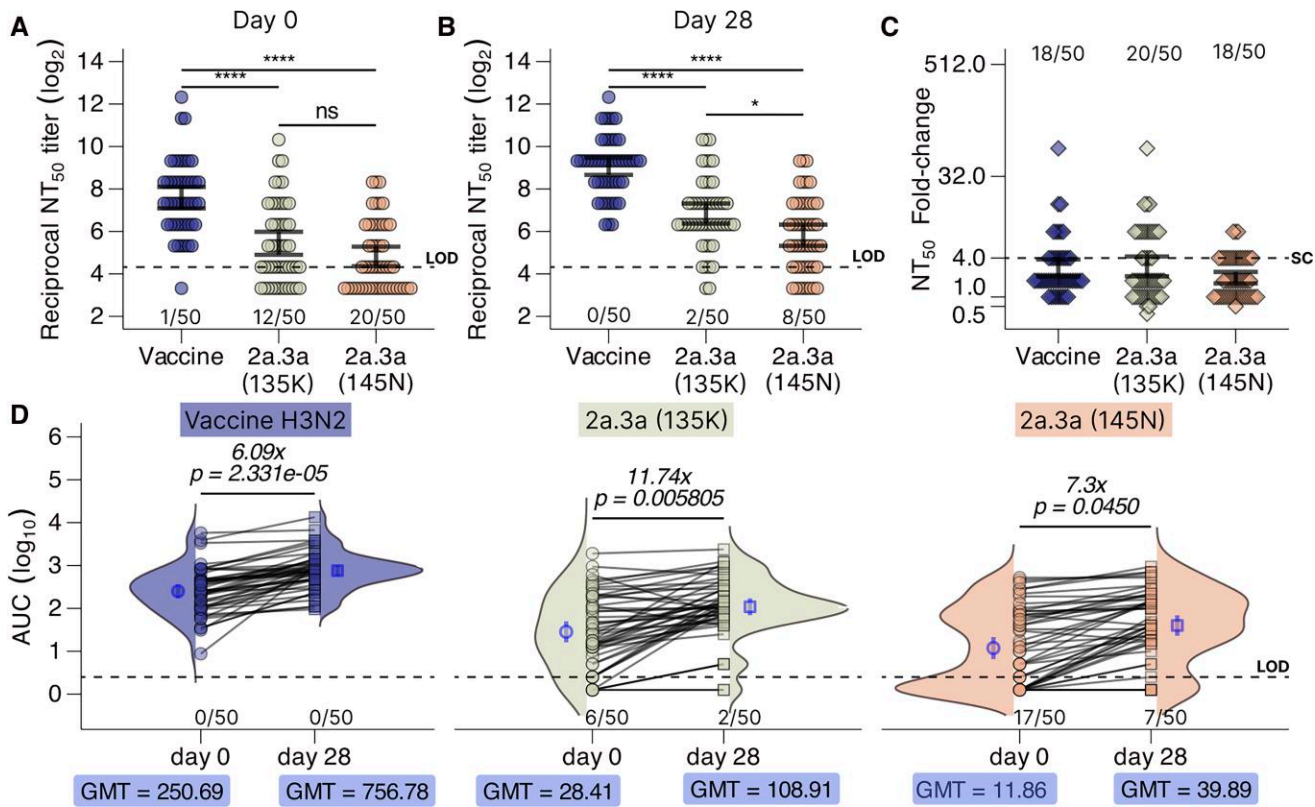 A
Day 0
Reciprocal NT50 titer (log2)
14
12
10
8
6
4
2
****
****
ns
LOD
1/50
12/50
20/50
Vaccine
2a.3a
(135K)
2a.3a
(145N)
B
Day 28
Reciprocal NT50 titer (log2)
14
12
10
8
6
4
2
****
****
*
LOD
0/50
2/50
8/50
Vaccine
2a.3a
(135K)
2a.3a
(145N)
C
NT50 Fold-change
18/50
20/50
18/50
512.0
32.0
4.0
1.0
0.5
SC
Vaccine
2a.3a
(135K)
2a.3a
(145N)
D
Vaccine H3N2
2a.3a (135K)
2a.3a (145N)
AUC (log10)
6
5
4
3
2
1
0
6.09x
p = 2.331e-05
11.74x
p = 0.005805
7.3x
p = 0.0450
LOD
0/50
0/50
6/50
2/50
17/50
7/50
day 0
day 28
day 0
day 28
day 0
day 28
GMT = 250.69
GMT = 756.78
GMT = 28.41
GMT = 108.91
GMT = 11.86
GMT = 39.89